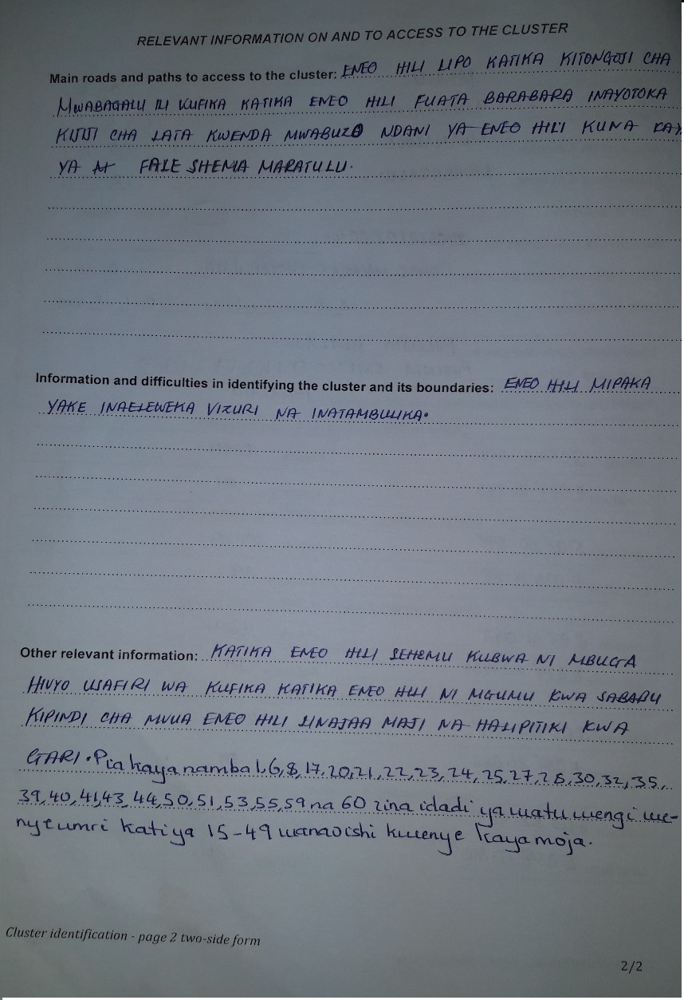 RELEVANT INFORMATION ON AND TO ACCESS TO THE CLUSTER
Main roads and paths to access to the cluster: ENEO HILI LIPO KATIKA KITONGOJI CHA
MWABAGALU ILI KUFIKA KATIKA ENEO HILI FUATA BARABARA INAYOTOKA
KIJIJI CHA LATA KWENDA MWABUZO NDANI YA ENEO HILI KUNA
YA FALE SHEMA MARATULU.
Information and difficulties in identifying the cluster and its boundaries: ENEO HILI MIPAKA
YAKE INAELEWEKA VIZURI NA INATAMBULIKA.
Other relevant information: KATIKA ENEO HILI SEHEMU KUBWA NI MBUGA
HIVYO USAFIRI WA KUFIKA KATIKA ENEO HILI NI MGUMU KWA SABABU
KIPINDI CHA MVUA ENEO HILI LINAJAA MAJI NA HALIPITIKI KWA
GARI. Pia kaya namba 1,6,8,17,20,21,22,23,24,25,27,28,30,32,35,
39,40,41,43,44,50,51,53,55,59 na 60 zina idadi ya watu wengi we-
nye umri kati ya 15-49 wanaoishi kwenye kaya moja.
Cluster identification - page 2 two-side form
2/2